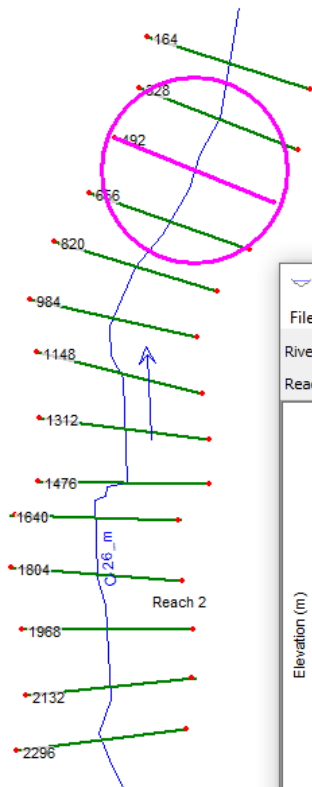 164
328
492
656
820
984
1148
File
Rive
Reac
1312
1476
1640
1804
C-26_m
Reach 2
Elevation (m)
1968
2132
2296